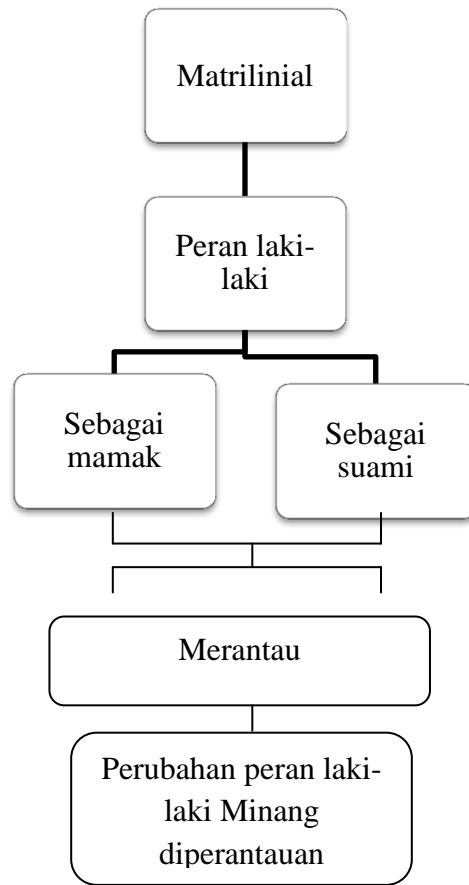 Matrilinial
Peran laki-
laki
Sebagai
mamak
Sebagai
suami
Merantau
Perubahan peran laki-
laki Minang
diperantauan